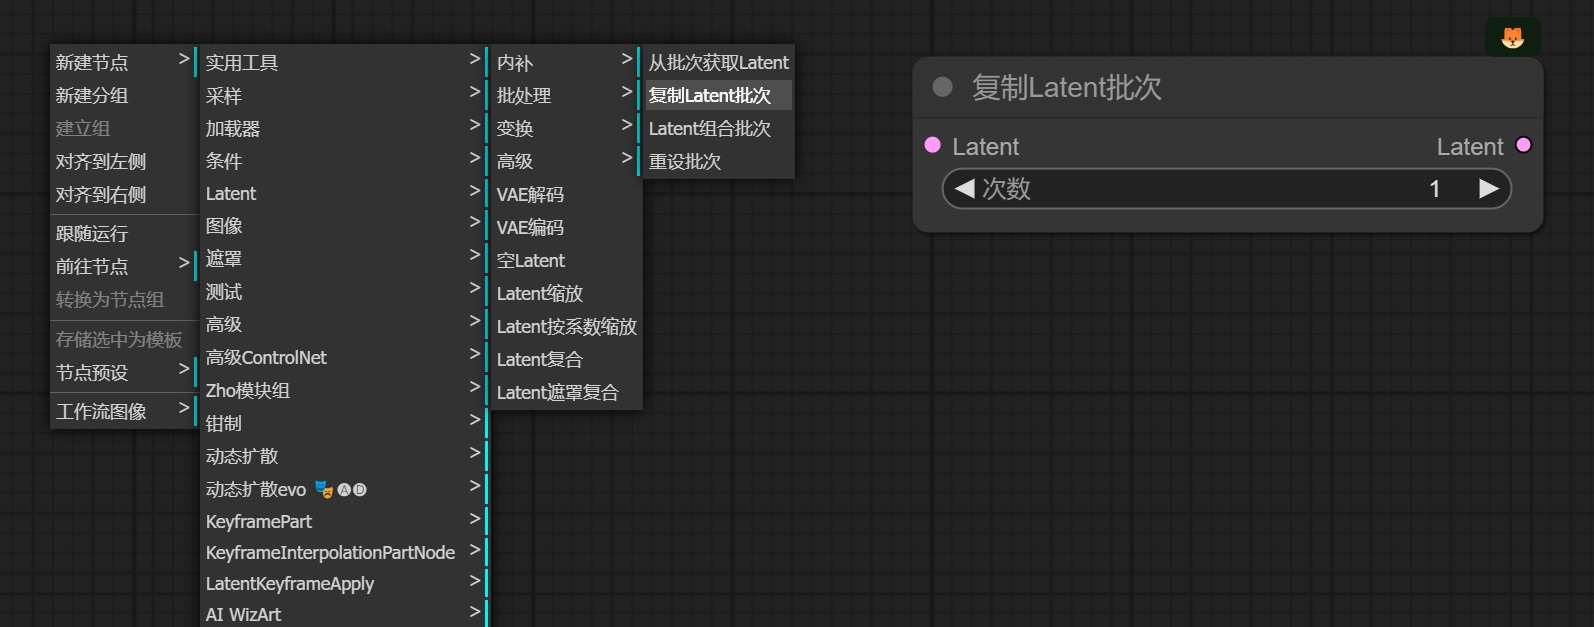 新建节点 >
新建分组
建立组
对齐到左侧
对齐到右侧
跟随运行
前往节点 >
转换为节点组
存储选中为模板
节点预设 >
工作流图像 >
实用工具 >
采样 >
加载器 >
条件 >
Latent >
图像 >
遮罩 >
测试 >
高级 >
高级ControlNet >
Zho模块组 >
钳制 >
动态扩散 >
动态扩散evo 🎭🅐🅓 >
KeyframePart >
KeyframeInterpolationPartNode >
LatentKeyframeApply >
AI WizArt >
内补 >
批处理 >
变换 >
高级 >
VAE解码
VAE编码
空Latent
Latent缩放
Latent按系数缩放
Latent复合
Latent遮罩复合
从批次获取Latent
复制Latent批次
Latent组合批次
重设批次
复制Latent批次
Latent Latent
次数 1